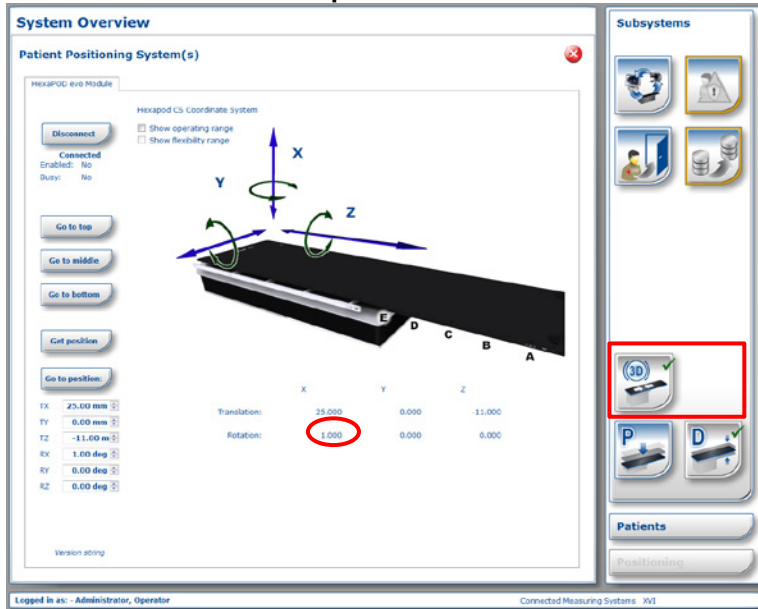 System Overview
Subsystems
Patient Positioning System(s)
HexaPOD evo Module
Hexapod CS Coordinate System
Disconnect
Show operating range
Show flexibility range
Connected
Enabled: No
Busy: No
X
Y
Z
Go to top
Go to middle
Go to bottom
E
D
C
B
A
Get position
Go to position:
(3D)
X Y Z
TX 25.00 mm
Translation: 25.000 0.000 -11.000
TY 0.00 mm
TZ -11.00 m
Rotation: 1.000 0.000 0.000
RX 1.00 deg
RY 0.00 deg
RZ 0.00 deg
P D
Patients
Version string
Positioning
Logged in as: - Administrator, Operator
Connected Measuring Systems XVI